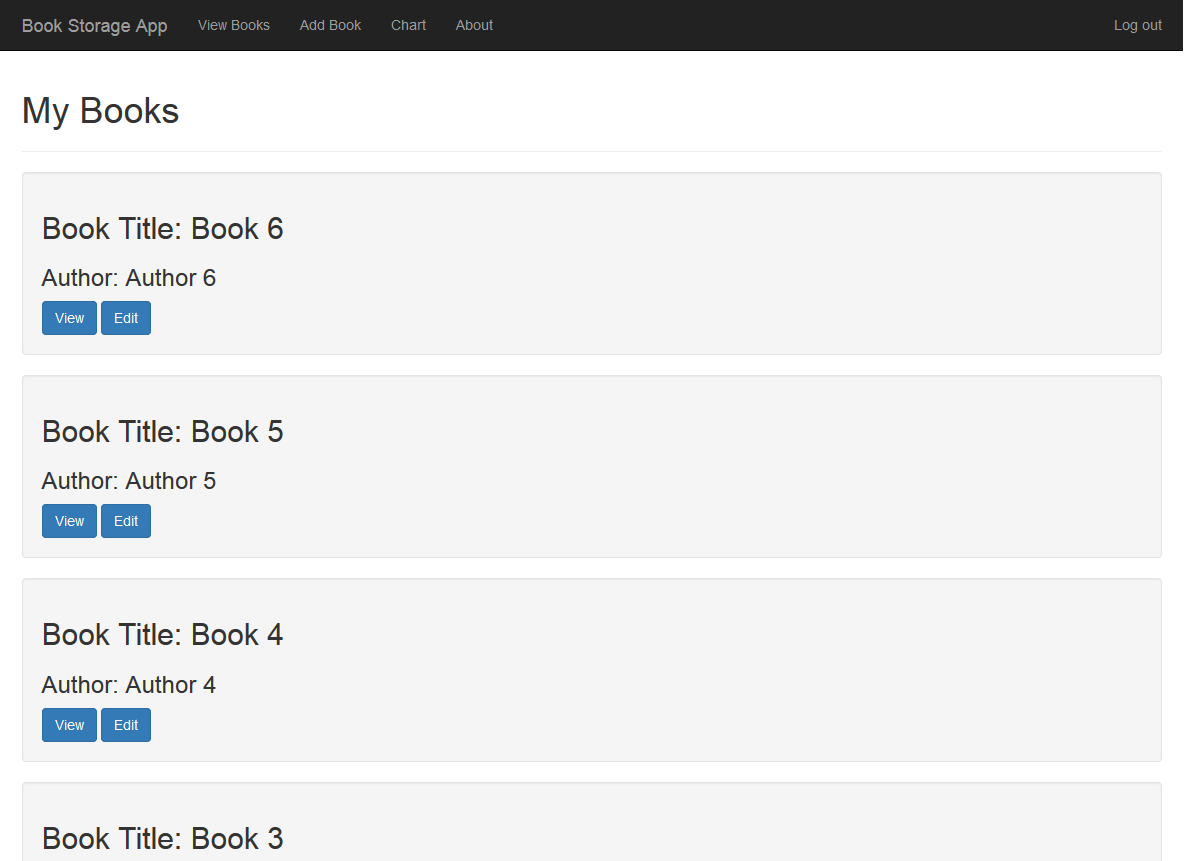 Book Storage App View Books Add Book Chart About Log out
My Books
Book Title: Book 6
Author: Author 6
View Edit
Book Title: Book 5
Author: Author 5
View Edit
Book Title: Book 4
Author: Author 4
View Edit
Book Title: Book 3